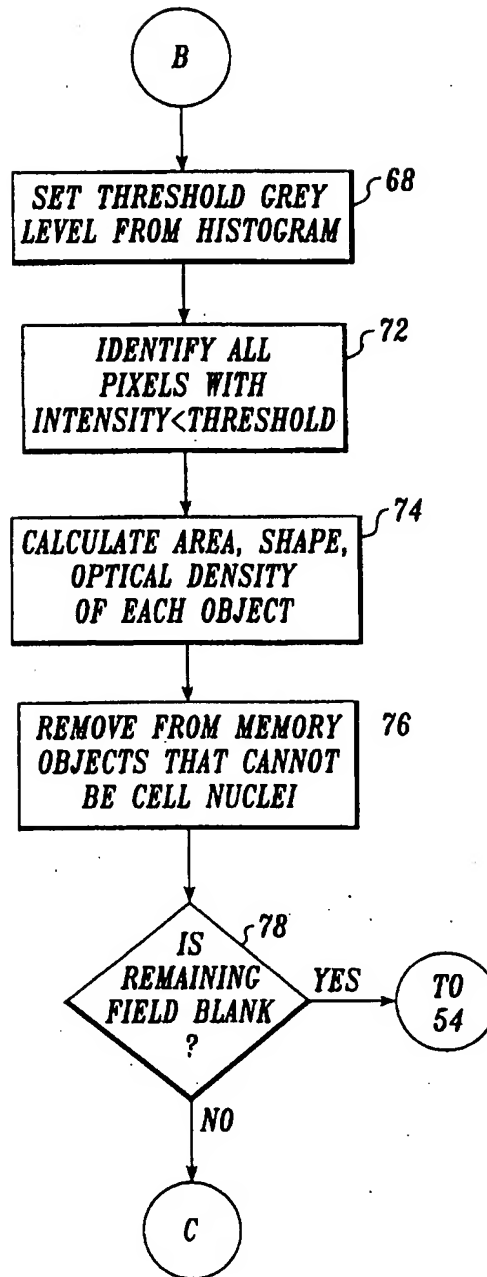 B
SET THRESHOLD GREY
LEVEL FROM HISTOGRAM
68
IDENTIFY ALL
PIXELS WITH
INTENSITY<THRESHOLD
72
CALCULATE AREA, SHAPE,
OPTICAL DENSITY
OF EACH OBJECT
74
REMOVE FROM MEMORY
OBJECTS THAT CANNOT
BE CELL NUCLEI
76
IS
REMAINING
FIELD BLANK
?
78
YES
TO
54
NO
C